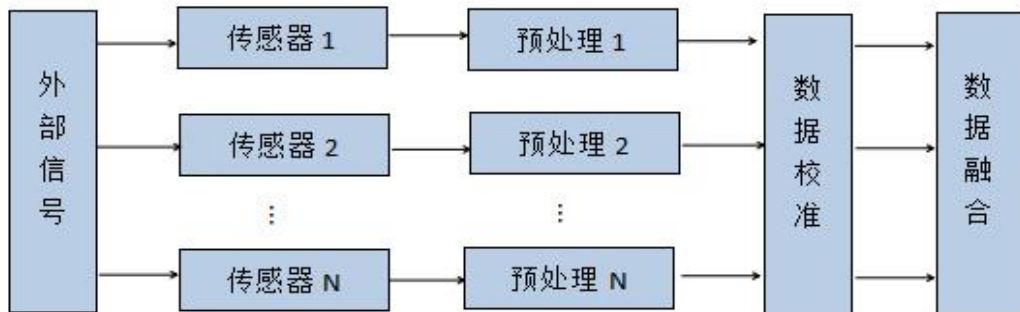 外部信号
传感器 1
预处理 1
数据校准
数据融合
传感器 2
预处理 2
⋮
⋮
传感器 N
预处理 N